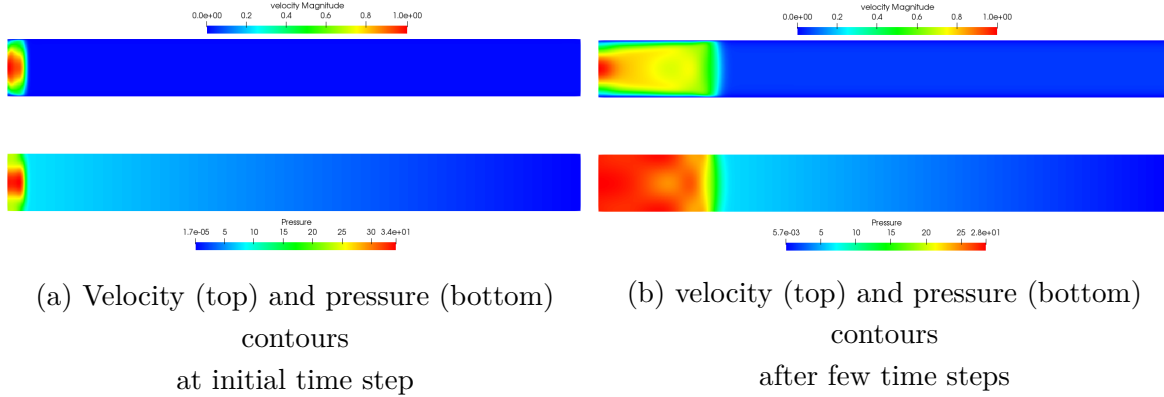 velocity Magnitude
0.0e+00 0.2 0.4 0.6 0.8 1.0e+00
Pressure
1.7e-05 5 10 15 20 25 30 3.4e+01
(a) Velocity (top) and pressure (bottom)
contours
at initial time step
velocity Magnitude
0.0e+00 0.2 0.4 0.6 0.8 1.0e+00
Pressure
5.7e-03 5 10 15 20 25 2.8e+01
(b) velocity (top) and pressure (bottom)
contours
after few time steps